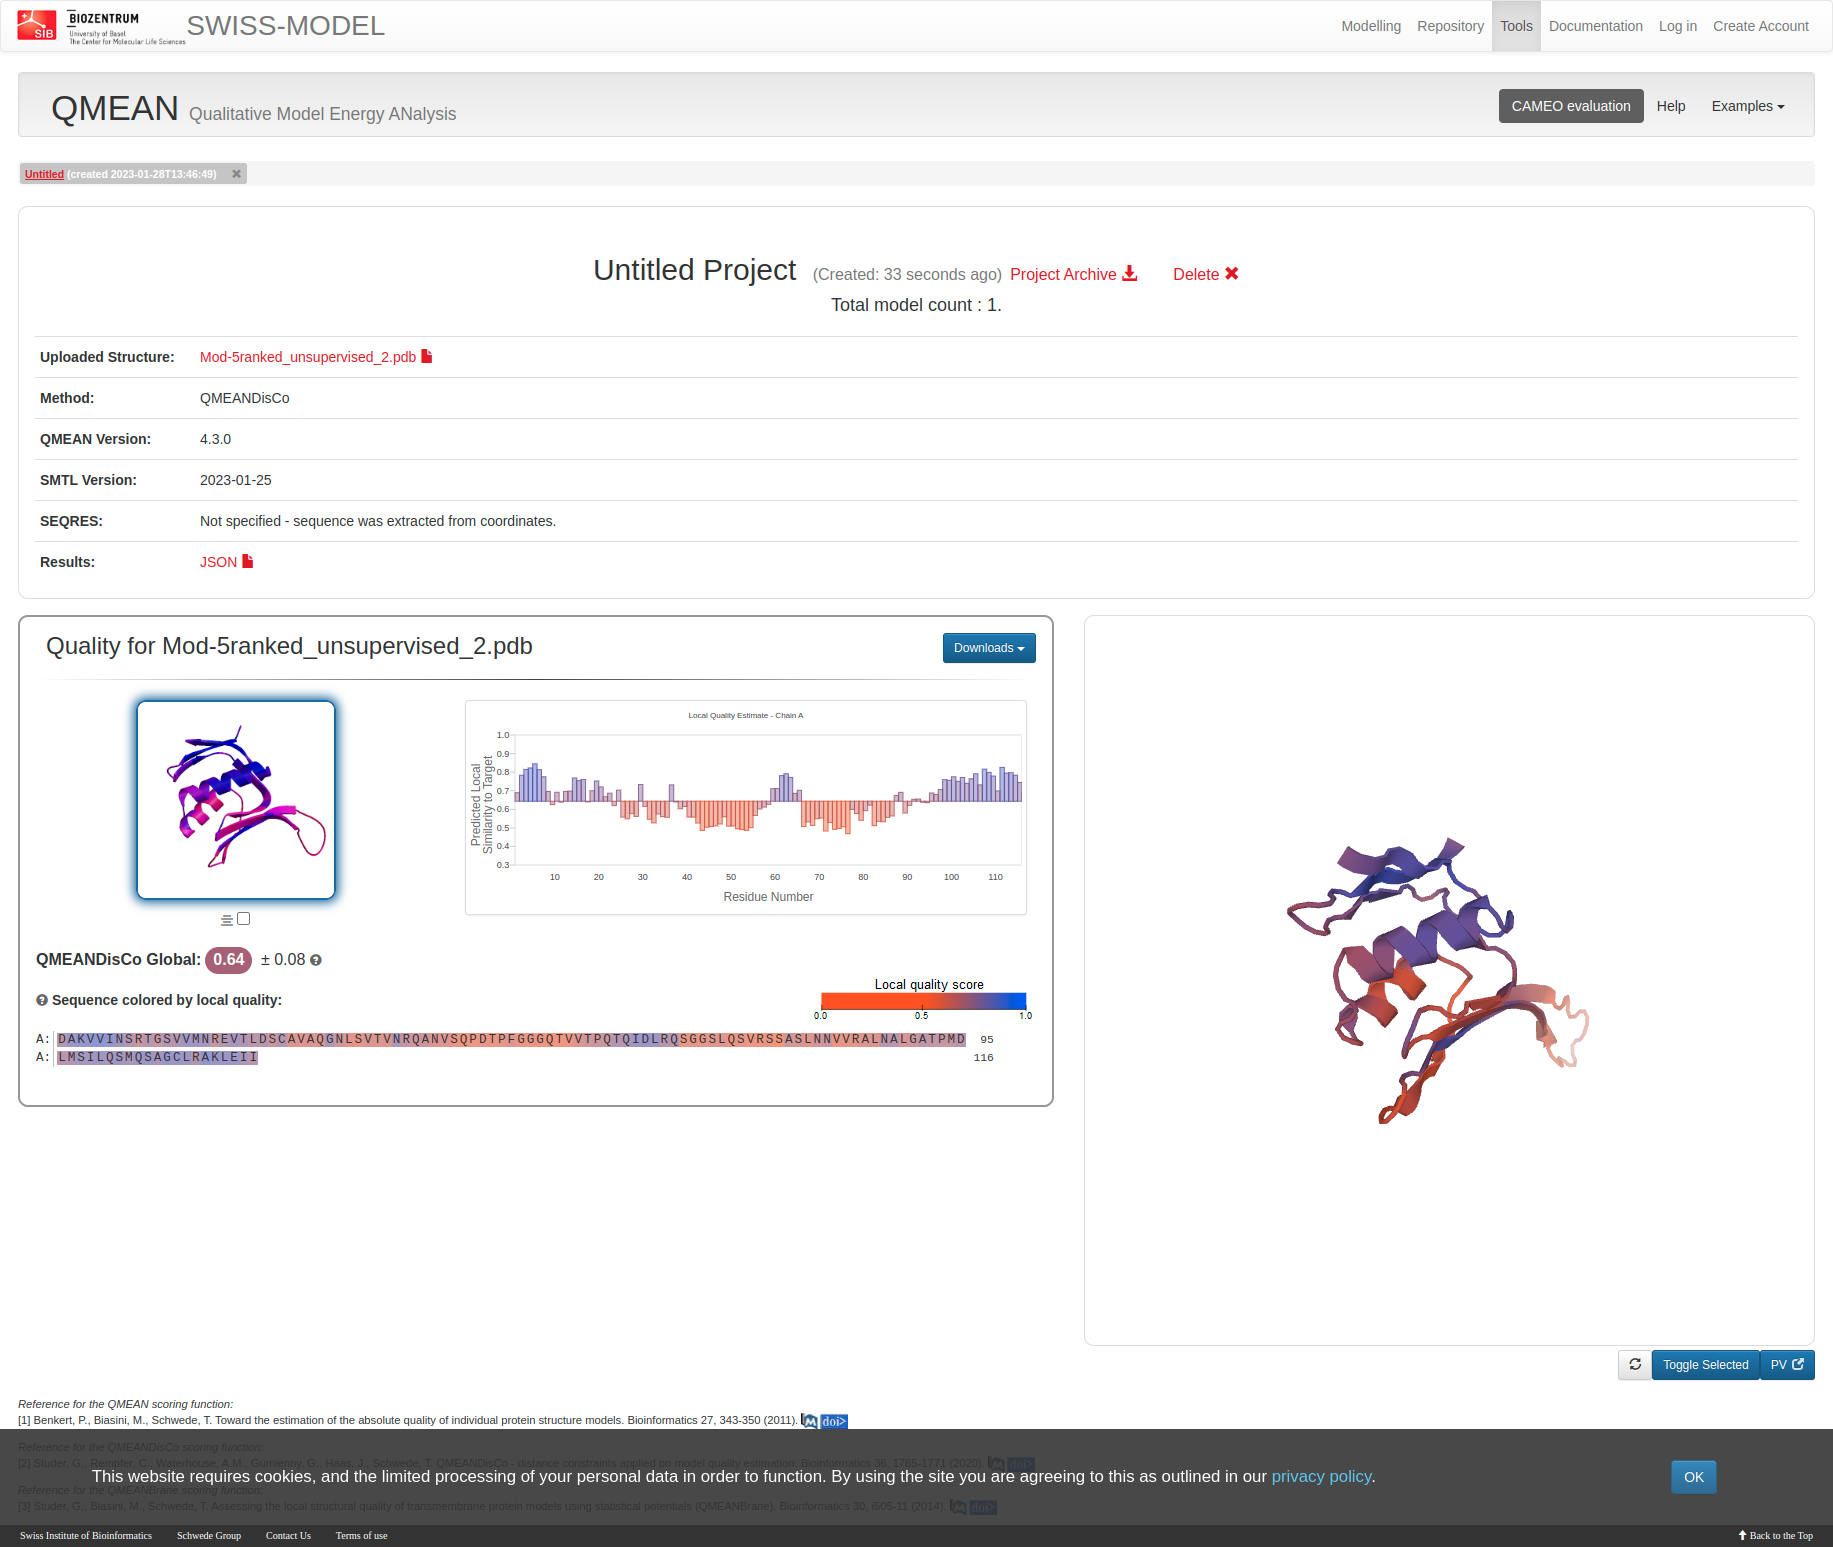 SIB
BIOZENTRUM
University of Basel
The Center for Molecular Life Sciences
SWISS-MODEL
Modelling Repository Tools Documentation Log in Create Account
QMEAN Qualitative Model Energy ANalysis
CAMEO evaluation Help Examples
Untitled (created 2023-01-28T13:46:49)
Untitled Project (Created: 33 seconds ago) Project Archive Delete
Total model count : 1.
Uploaded Structure: Mod-5ranked_unsupervised_2.pdb
Method: QMEANDisCo
QMEAN Version: 4.3.0
SMTL Version: 2023-01-25
SEQRES: Not specified - sequence was extracted from coordinates.
Results: JSON
Quality for Mod-5ranked_unsupervised_2.pdb
Downloads
Local Quality Estimate - Chain A
Predicted Local
Similarity to Target
1.0
0.9
0.8
0.7
0.6
0.5
0.4
0.3
10 20 30 40 50 60 70 80 90 100 110
Residue Number
QMEANDisCo Global: 0.64 ± 0.08
Local quality score
0.0 0.5 1.0
Sequence colored by local quality:
A: DAKVVINSRTGSVVMNREVTLDSCAVAQGNLSVTVNRQANVSQPDTPFGGGQTVVTPQTQIDLRQSGGSLQSVRSSASLNNVVRALNALGATPMD 95
A: LMSILQSMQSAGCLRAKLEII 116
Toggle Selected PV
Reference for the QMEAN scoring function:
[1] Benkert, P., Biasini, M., Schwede, T. Toward the estimation of the absolute quality of individual protein structure models. Bioinformatics 27, 343-350 (2011). M doi>
Reference for the QMEANDisCo scoring function:
[2] Studer, G., Rempfer, C., Waterhouse, A.M., Gumienny, G., Haas, J., Schwede, T. QMEANDisCo - distance constraints applied on model quality estimation. Bioinformatics 36, 1765-1771 (2020). M doi>
This website requires cookies, and the limited processing of your personal data in order to function. By using the site you are agreeing to this as outlined in our privacy policy.
OK
Reference for the QMEANBrane scoring function:
[3] Studer, G., Biasini, M., Schwede, T. Assessing the local structural quality of transmembrane protein models using statistical potentials (QMEANBrane). Bioinformatics 30, i505-11 (2014). M doi>
Swiss Institute of Bioinformatics Schwede Group Contact Us Terms of use
Back to the Top